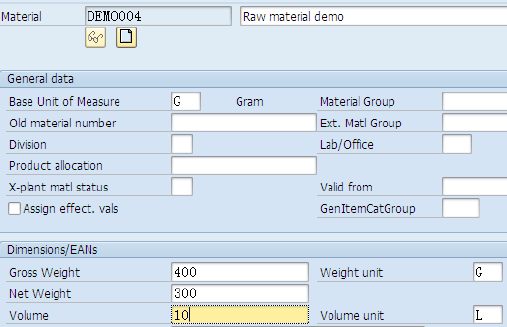 Material DEMO004 Raw material demo
General data
Base Unit of Measure G Gram Material Group
Old material number Ext. Matl Group
Division Lab/Office
Product allocation
X-plant matl status Valid from
Assign effect. vals GenItemCatGroup
Dimensions/EANs
Gross Weight 400 Weight unit G
Net Weight 300
Volume 10 Volume unit L